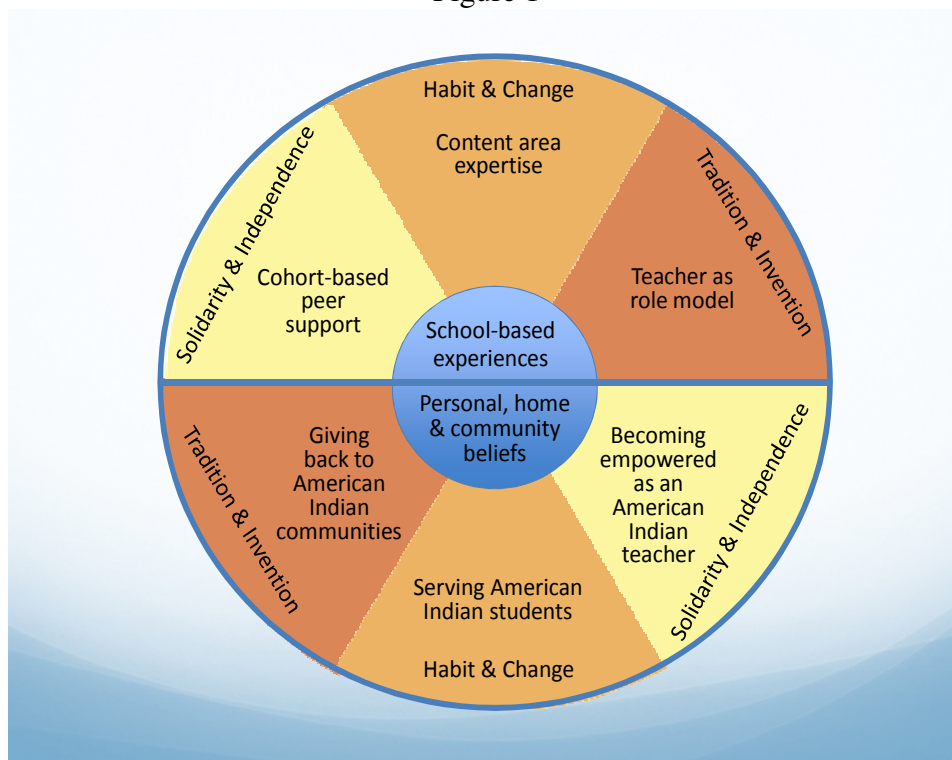 Figure 1
Habit & Change
Content area
expertise
Solidarity & Independence
Cohort-based
peer
support
Tradition & Invention
Teacher as
role model
School-based
experiences
Personal, home
& community
beliefs
Tradition & Invention
Giving
back to
American
Indian
communities
Becoming
empowered
as an
American
Indian
teacher
Solidarity & Independence
Serving American
Indian students
Habit & Change